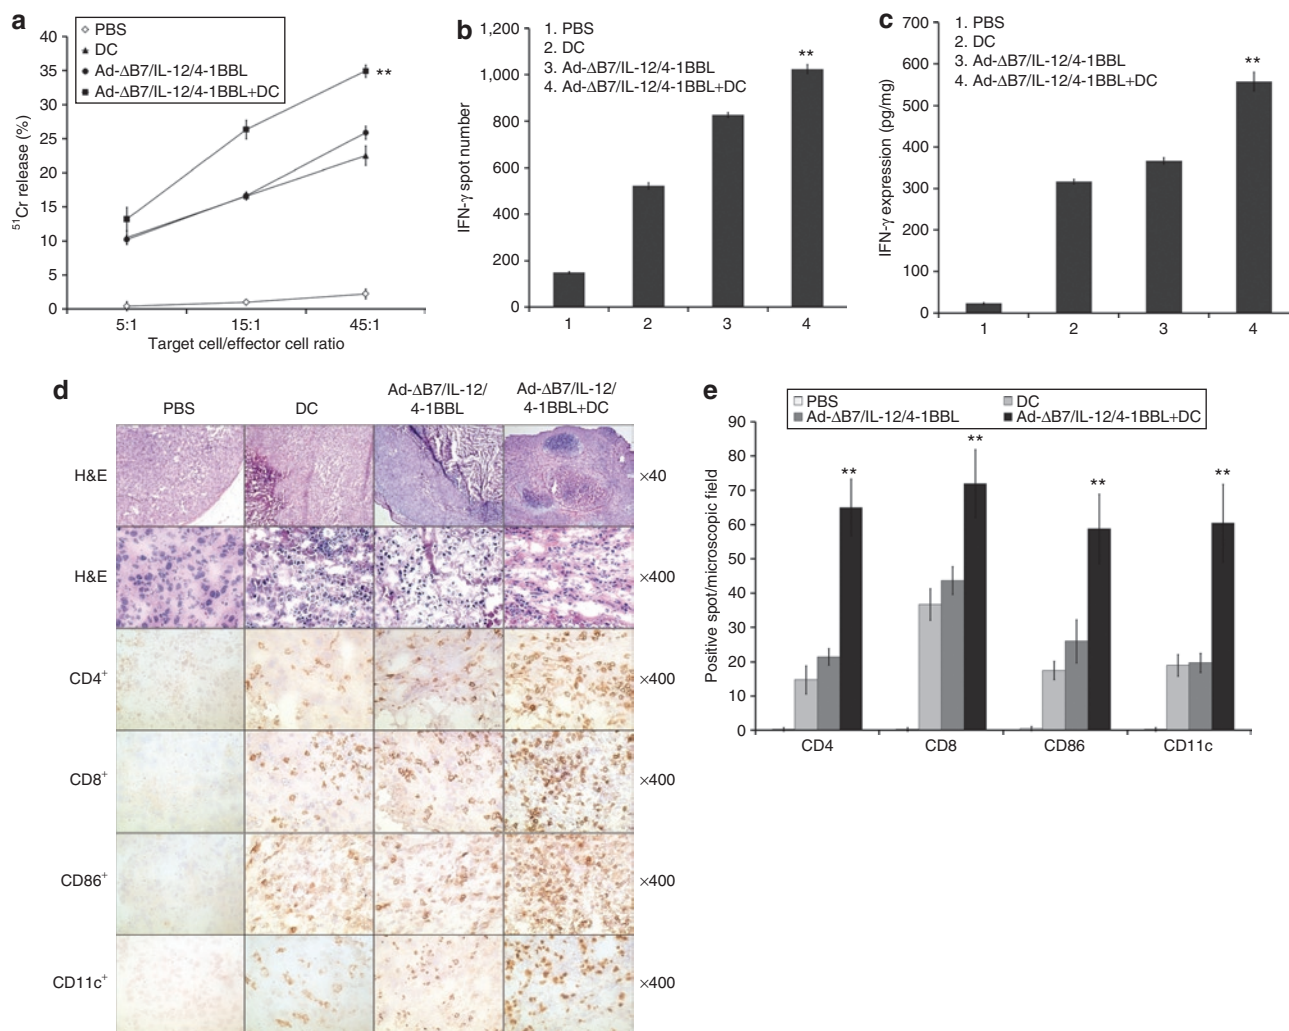 a
PBS
DC
Ad-ΔB7/IL-12/4-1BBL
Ad-ΔB7/IL-12/4-1BBL+DC
40
35
30
25
20
15
10
5
0
**
⁵¹Cr release (%)
5:1
15:1
45:1
Target cell/effector cell ratio
b
1. PBS
2. DC
3. Ad-ΔB7/IL-12/4-1BBL
4. Ad-ΔB7/IL-12/4-1BBL+DC
1,200
1,000
800
600
400
200
0
**
IFN-γ spot number
1
2
3
4
c
1. PBS
2. DC
3. Ad-ΔB7/IL-12/4-1BBL
4. Ad-ΔB7/IL-12/4-1BBL+DC
700
600
500
400
300
200
100
0
**
IFN-γ expression (pg/mg)
1
2
3
4
d
PBS
DC
Ad-ΔB7/IL-12/
4-1BBL
Ad-ΔB7/IL-12/
4-1BBL+DC
H&E
×40
H&E
×400
CD4⁺
×400
CD8⁺
×400
CD86⁺
×400
CD11c⁺
×400
e
PBS
DC
Ad-ΔB7/IL-12/4-1BBL
Ad-ΔB7/IL-12/4-1BBL+DC
90
80
70
60
50
40
30
20
10
0
**
**
**
**
Positive spot/microscopic field
CD4
CD8
CD86
CD11c